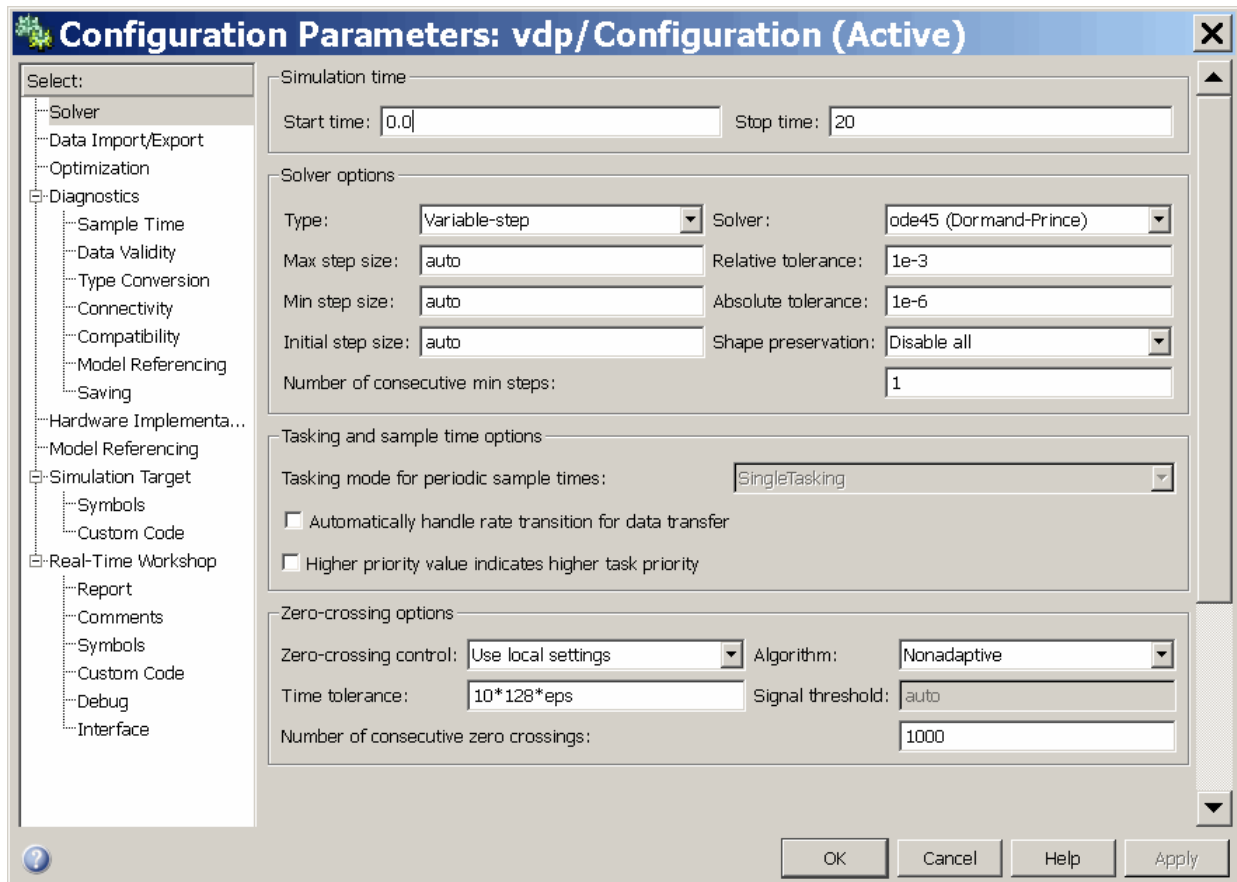 Configuration Parameters: vdp/Configuration (Active)
Select:
Solver
Data Import/Export
Optimization
Diagnostics
Sample Time
Data Validity
Type Conversion
Connectivity
Compatibility
Model Referencing
Saving
Hardware Implementa...
Model Referencing
Simulation Target
Symbols
Custom Code
Real-Time Workshop
Report
Comments
Symbols
Custom Code
Debug
Interface
Simulation time
Start time: 0.0 Stop time: 20
Solver options
Type: Variable-step Solver: ode45 (Dormand-Prince)
Max step size: auto Relative tolerance: 1e-3
Min step size: auto Absolute tolerance: 1e-6
Initial step size: auto Shape preservation: Disable all
Number of consecutive min steps: 1
Tasking and sample time options
Tasking mode for periodic sample times: SingleTasking
Automatically handle rate transition for data transfer
Higher priority value indicates higher task priority
Zero-crossing options
Zero-crossing control: Use local settings Algorithm: Nonadaptive
Time tolerance: 10*128*eps Signal threshold: auto
Number of consecutive zero crossings: 1000
OK Cancel Help Apply